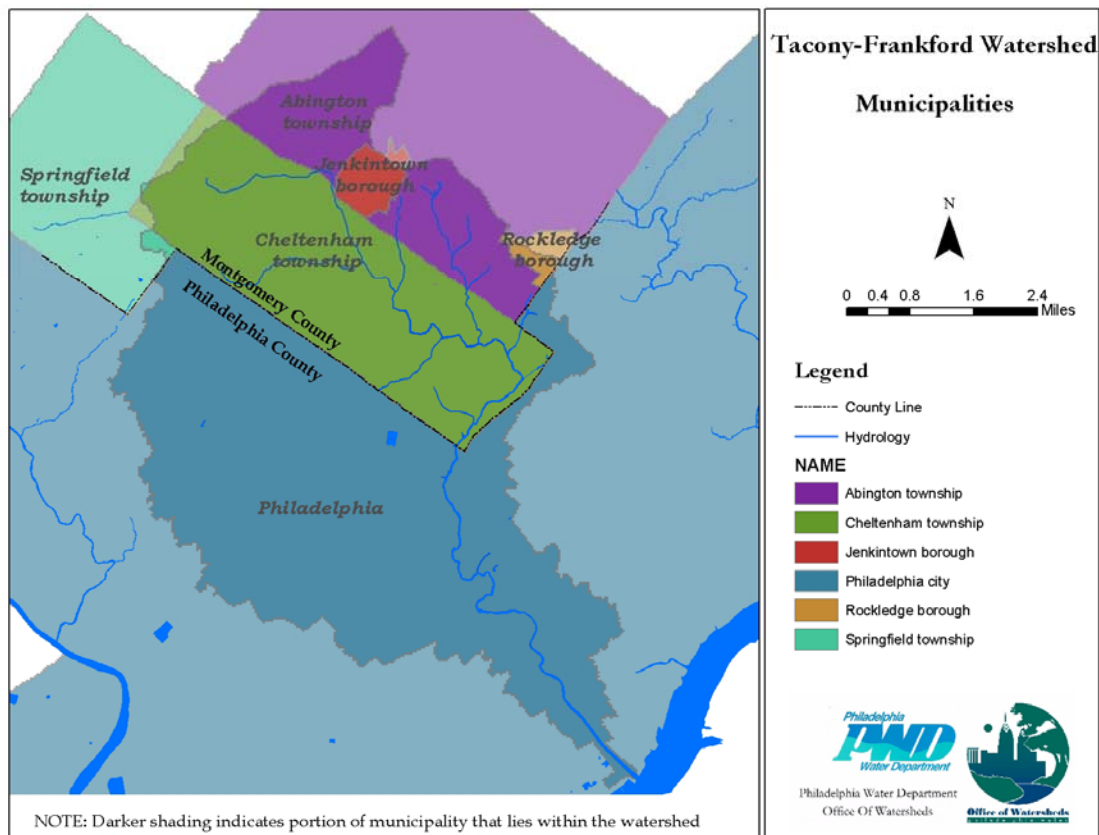 Tacony-Frankford Watershed
Municipalities
Abington
township
Springfield
township
Jenkintown
borough
Cheltenham
township
Rockledge
borough
Montgomery County
Philadelphia County
Philadelphia
N
0 0.4 0.8 1.6 2.4
Miles
Legend
County Line
Hydrology
NAME
Abington township
Cheltenham township
Jenkintown borough
Philadelphia city
Rockledge borough
Springfield township
Philadelphia
PWD
Water Department
Philadelphia Water Department
Office Of Watersheds
Office of Watersheds
NOTE: Darker shading indicates portion of municipality that lies within the watershed